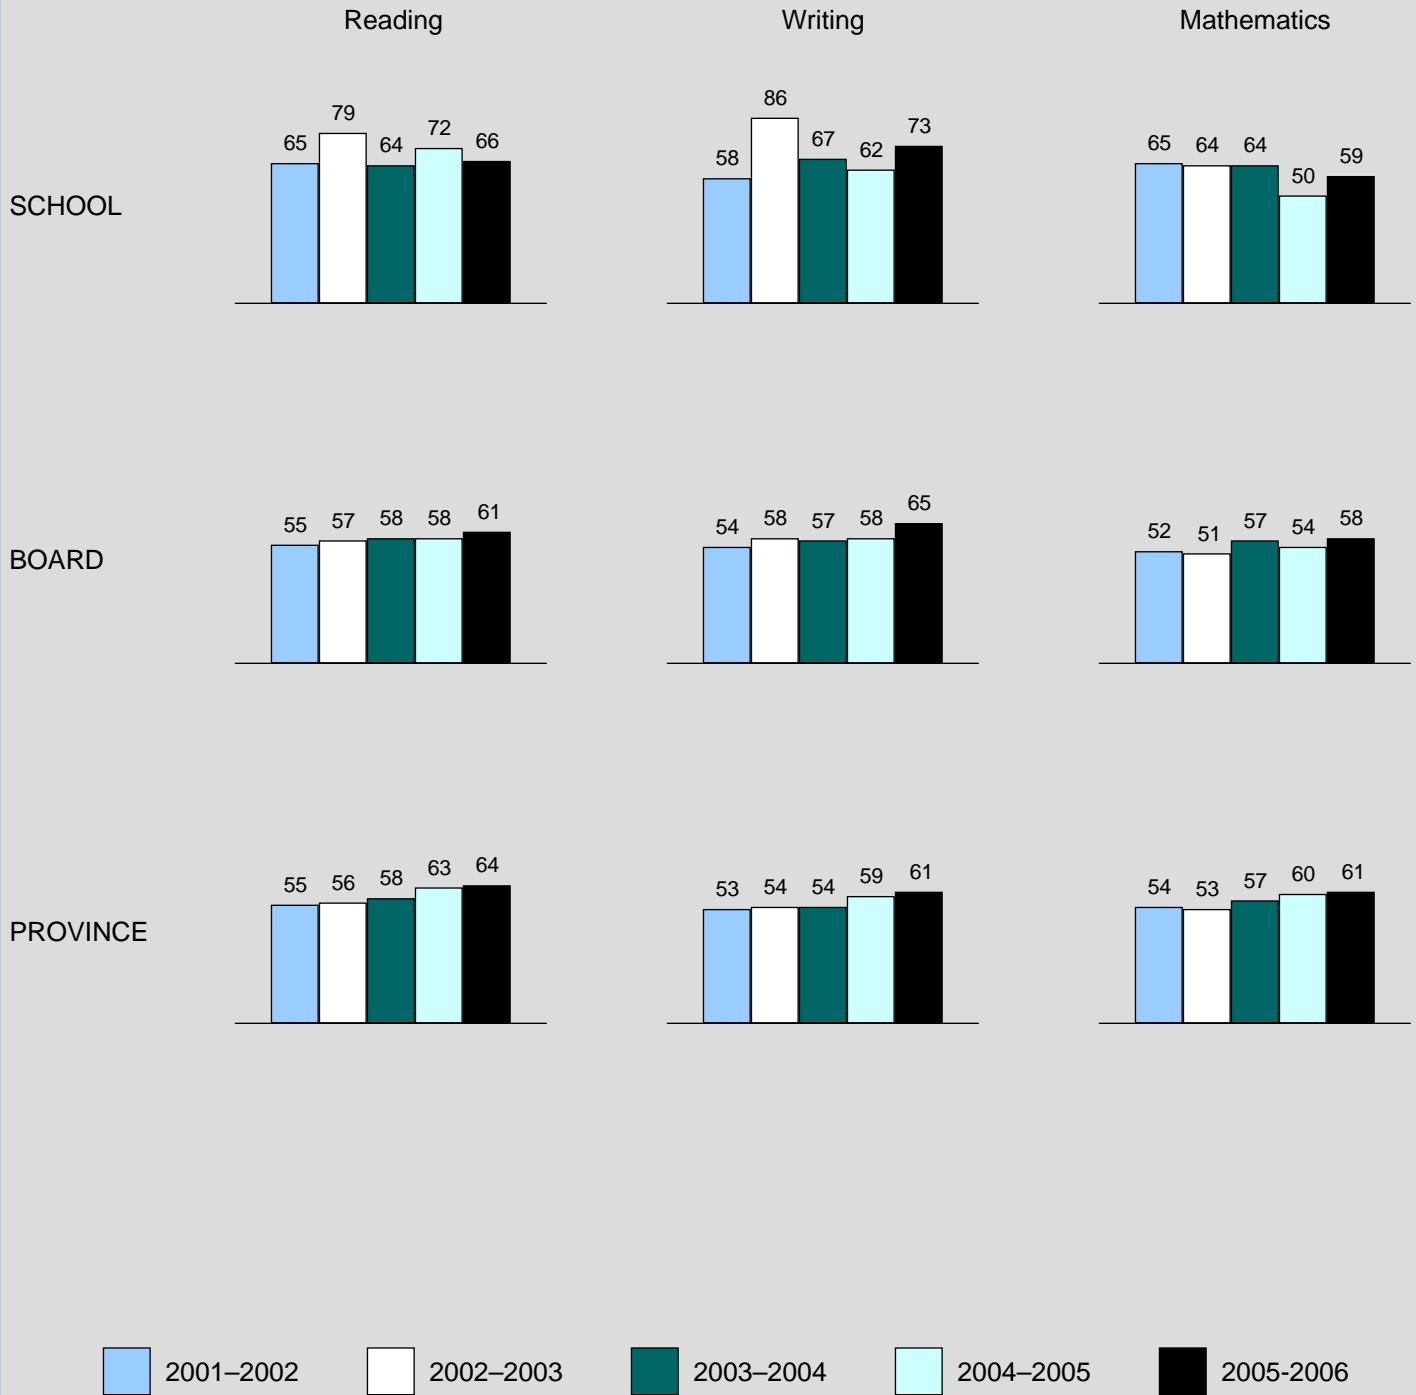 Reading Writing Mathematics
SCHOOL
65 79 64 72 66
58 86 67 62 73
65 64 64 50 59
BOARD
55 57 58 58 61
54 58 57 58 65
52 51 57 54 58
PROVINCE
55 56 58 63 64
53 54 54 59 61
54 53 57 60 61
2001–2002 2002–2003 2003–2004 2004–2005 2005-2006